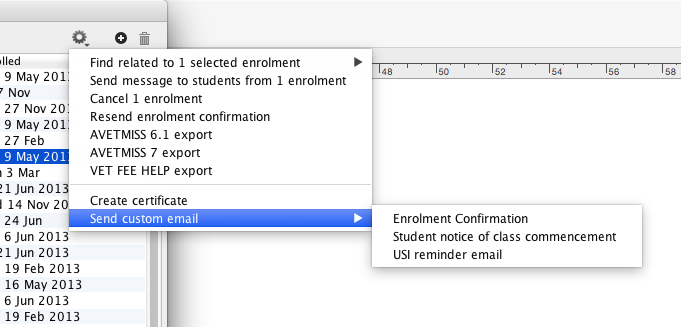 olled
9 May 2013
7 Nov
27 Nov 201
9 May 201
27 Feb
9 May 201
n 3 Mar
21 Jun 2013
d 14 Nov 20
24 Jun
6 Jun 2013
21 Jun 2013
19 Feb 2013
16 May 2013
6 Jun 2013
19 Feb 2013
Find related to 1 selected enrolment
Send message to students from 1 enrolment
Cancel 1 enrolment
Resend enrolment confirmation
AVETMISS 6.1 export
AVETMISS 7 export
VET FEE HELP export
Create certificate
Send custom email
Enrolment Confirmation
Student notice of class commencement
USI reminder email
48 50 52 54 56 58